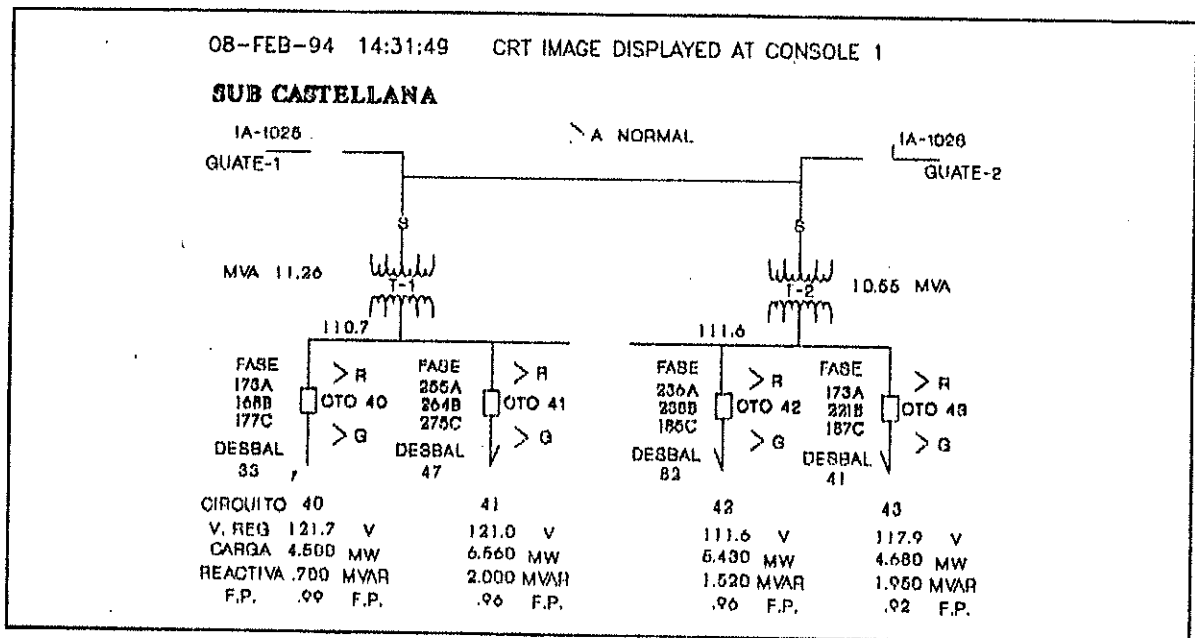 08-FEB-94 14:31:49 CRT IMAGE DISPLAYED AT CONSOLE 1
SUB CASTELLANA
IA-1026
GUATE-1
A NORMAL
IA-1026
GUATE-2
S
S
MVA 11.26
T-1
T-2
10.55 MVA
110.7
111.6
FASE
173A
168B
177C
DESBAL
33
R
OTO 40
G
FASE
255A
264B
275C
DESBAL
47
R
OTO 41
G
FASE
236A
185C
DESBAL
R
OTO 42
G
FASE
173A
221B
187C
DESBAL
41
R
OTO 43
G
CIRCUITO 40 41 42 43
V. REG 121.7 V 121.0 V 111.6 V 117.9 V
CARGA 4.500 MW 6.560 MW 5.430 MW 4.680 MW
REACTIVA .700 MVAR 2.000 MVAR 1.520 MVAR 1.950 MVAR
F.P. .99 F.P. .96 F.P. .96 F.P. .92 F.P.